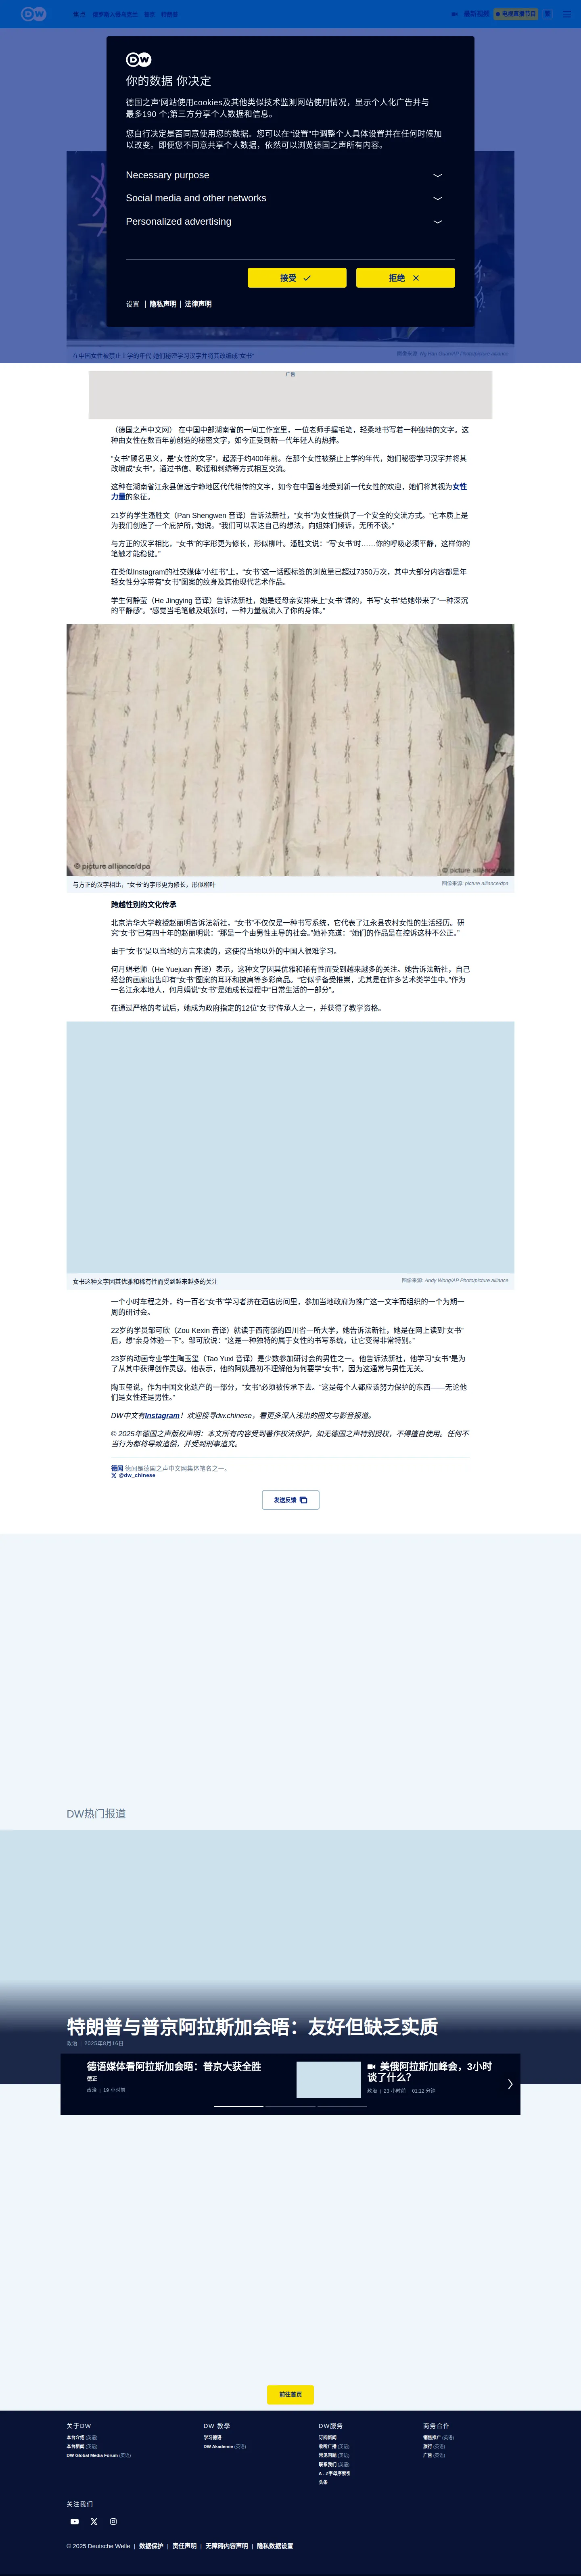 DW
最新视频
电视直播节目
DW
你的数据 你决定
德国之声'网站使用cookies及其他类似技术监测网站使用情况，显示个人化广告并与
最多190 个;第三方分享个人数据和信息。
您自行决定是否同意使用您的数据。您可以在“设置”中调整个人具体设置并在任何时候加
以改变。即便您不同意共享个人数据，依然可以浏览德国之声所有内容。
Necessary purpose
Social media and other networks
Personalized advertising
接受
拒绝
设置 | 隐私声明 | 法律声明
在中国女性被禁止上学的年代 她们秘密学习汉字并将其改编成“女书”
图像来源: Ng Han Guan/AP Photo/picture alliance
广告
（德国之声中文网） 在中国中部湖南省的一间工作室里，一位老师手握毛笔，轻柔地书写着一种独特的文字。这
种由女性在数百年前创造的秘密文字，如今正受到新一代年轻人的热捧。
“女书”顾名思义，是“女性的文字”，起源于约400年前。在那个女性被禁止上学的年代，她们秘密学习汉字并将其
改编成“女书”，通过书信、歌谣和刺绣等方式相互交流。
这种在湖南省江永县偏远宁静地区代代相传的文字，如今在中国各地受到新一代女性的欢迎，她们将其视为女性
力量的象征。
21岁的学生潘胜文（Pan Shengwen 音译）告诉法新社，“女书”为女性提供了一个安全的交流方式。“它本质上是
为我们创造了一个庇护所，”她说。“我们可以表达自己的想法，向姐妹们倾诉，无所不谈。”
与方正的汉字相比，“女书”的字形更为修长，形似柳叶。潘胜文说：“写‘女书’时……你的呼吸必须平静，这样你的
笔触才能稳健。”
在类似Instagram的社交媒体“小红书”上，“女书”这一话题标签的浏览量已超过7350万次，其中大部分内容都是年
轻女性分享带有“女书”图案的纹身及其他现代艺术作品。
学生何静莹（He Jingying 音译）告诉法新社，她是经母亲安排来上“女书”课的，书写“女书”给她带来了“一种深沉
的平静感”。“感觉当毛笔触及纸张时，一种力量就流入了你的身体。”
© picture alliance/dpa
© picture alliance
与方正的汉字相比，“女书”的字形更为修长，形似柳叶
图像来源: picture alliance/dpa
跨越性别的文化传承
北京清华大学教授赵丽明告诉法新社，“女书”不仅仅是一种书写系统，它代表了江永县农村女性的生活经历。研
究“女书”已有四十年的赵丽明说：“那是一个由男性主导的社会。”她补充道：“她们的作品是在控诉这种不公正。”
由于“女书”是以当地的方言来读的，这使得当地以外的中国人很难学习。
何月娟老师（He Yuejuan 音译）表示，这种文字因其优雅和稀有性而受到越来越多的关注。她告诉法新社，自己
经营的画廊出售印有“女书”图案的耳环和披肩等多彩商品。“它似乎备受推崇，尤其是在许多艺术类学生中。”作为
一名江永本地人，何月娟说“女书”是她成长过程中“日常生活的一部分”。
在通过严格的考试后，她成为政府指定的12位“女书”传承人之一，并获得了教学资格。
女书这种文字因其优雅和稀有性而受到越来越多的关注
图像来源: Andy Wong/AP Photo/picture alliance
一个小时车程之外，约一百名“女书”学习者挤在酒店房间里，参加当地政府为推广这一文字而组织的一个为期一
周的研讨会。
22岁的学员邹可欣（Zou Kexin 音译）就读于西南部的四川省一所大学，她告诉法新社，她是在网上读到“女书”
后，想“亲身体验一下”。邹可欣说：“这是一种独特的属于女性的书写系统，让它变得非常特别。”
23岁的动画专业学生陶玉玺（Tao Yuxi 音译）是少数参加研讨会的男性之一。他告诉法新社，他学习“女书”是为
了从其中获得创作灵感。他表示，他的阿姨最初不理解他为何要学“女书”，因为这通常与男性无关。
陶玉玺说，作为中国文化遗产的一部分，“女书”必须被传承下去。“这是每个人都应该努力保护的东西——无论他
们是女性还是男性。”
DW中文有Instagram！欢迎搜寻dw.chinese，看更多深入浅出的图文与影音报道。
© 2025年德国之声版权声明：本文所有内容受到著作权法保护，如无德国之声特别授权，不得擅自使用。任何不
当行为都将导致追偿，并受到刑事追究。
德闻 德闻是德国之声中文网集体笔名之一。
@dw_chinese
发送反馈
DW热门报道
特朗普与普京阿拉斯加会晤：友好但缺乏实质
政治 | 2025年8月16日
德语媒体看阿拉斯加会晤：普京大获全胜
德正
政治 | 19 小时前
美俄阿拉斯加峰会，3小时
谈了什么？
政治 | 23 小时前 | 01:12 分钟
前往首页
关于DW
本台介绍 (英语)
本台新闻 (英语)
DW Global Media Forum (英语)
DW 教學
学习德语
DW Akademie (英语)
DW服务
订阅新闻
收听广播 (英语)
常见问题 (英语)
联系我们 (英语)
A - Z字母序索引
头条
商务合作
销售推广 (英语)
旅行 (英语)
广告 (英语)
关注我们
© 2025 Deutsche Welle | 数据保护 | 责任声明 | 无障碍内容声明 | 隐私数据设置